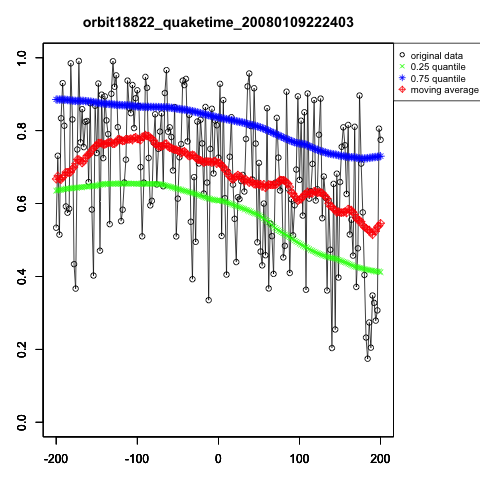 orbit18822_quaketime_20080109222403
original data
0.25 quantile
0.75 quantile
moving average
1.0
0.8
0.6
0.4
0.2
0.0
-200 -100 0 100 200